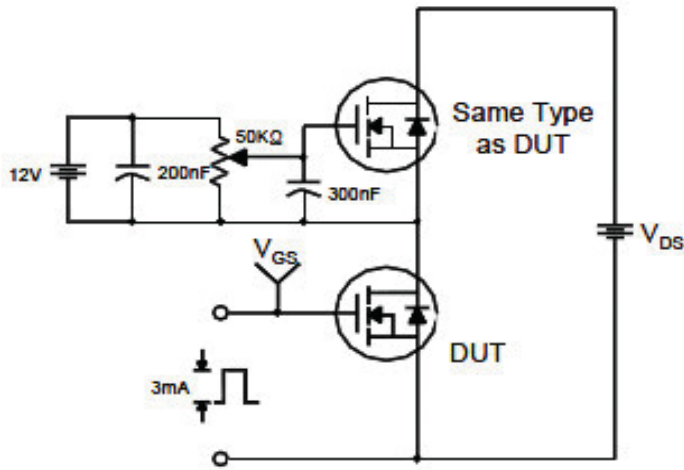 Same Type
as DUT
50KΩ
12V
200nF
300nF
VGS
VDS
DUT
3mA